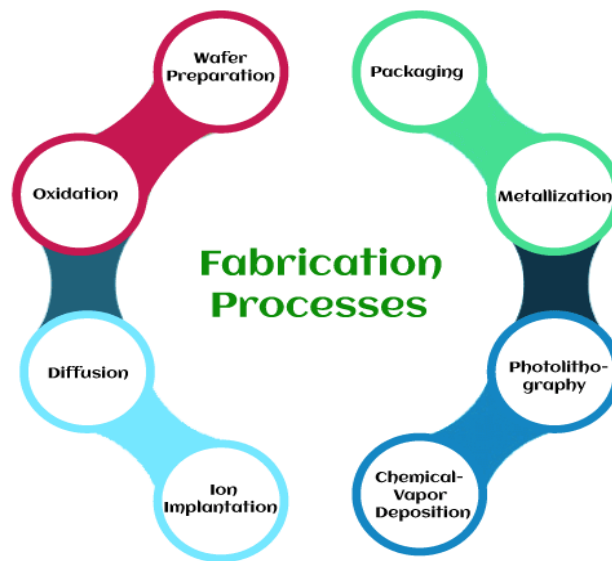 Wafer
Preparation
Oxidation
Diffusion
Ion
Implantation
Fabrication
Processes
Packaging
Metallization
Photolitho-
graphy
Chemical-
Vapor
Deposition